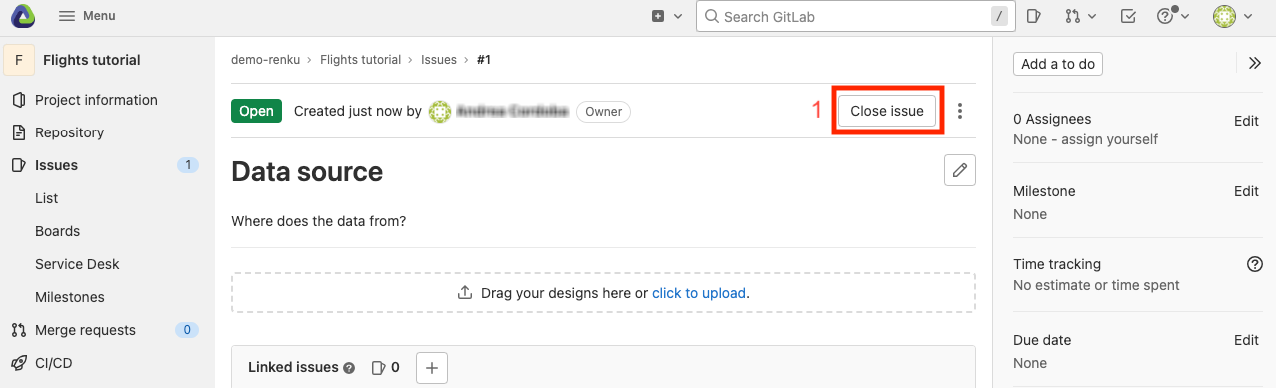 Menu
Search GitLab /
F Flights tutorial
Project information
Repository
Issues 1
List
Boards
Service Desk
Milestones
Merge requests 0
CI/CD
demo-renku › Flights tutorial › Issues › #1
Open Created just now by Owner
1 Close issue
Data source
Where does the data from?
Drag your designs here or click to upload.
Linked issues ? 0 +
Add a to do
0 Assignees Edit
None - assign yourself
Milestone Edit
None
Time tracking ?
No estimate or time spent
Due date Edit
None